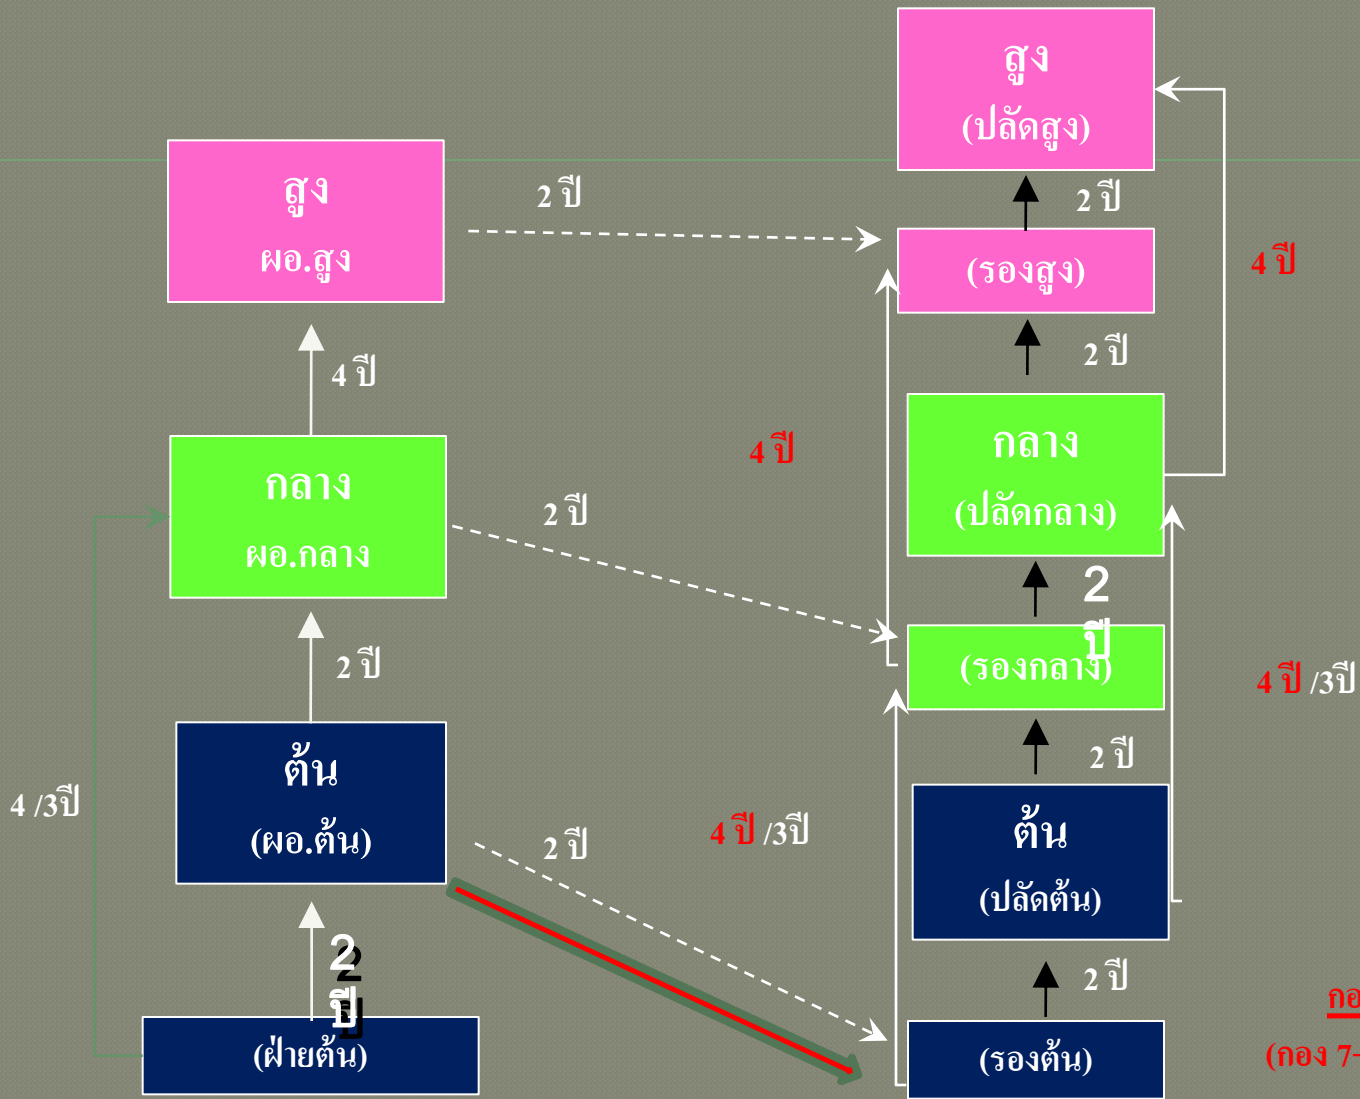 สูง
(ปลัดสูง)
สูง
ผอ.สูง
2 ปี
2 ปี
(รองสูง)
4 ปี
4 ปี
2 ปี
กลาง
(ปลัดกลาง)
4 ปี
กลาง
ผอ.กลาง
2 ปี
2
ปี
(รองกลาง)
2 ปี
4 ปี /3ปี
ต้น
(ผอ.ต้น)
2 ปี
4 /3ปี
2 ปี
4 ปี /3ปี
ต้น
(ปลัดต้น)
2
ปี
2 ปี
(ฝ่ายต้น)
(รองต้น)
(กอง 7-